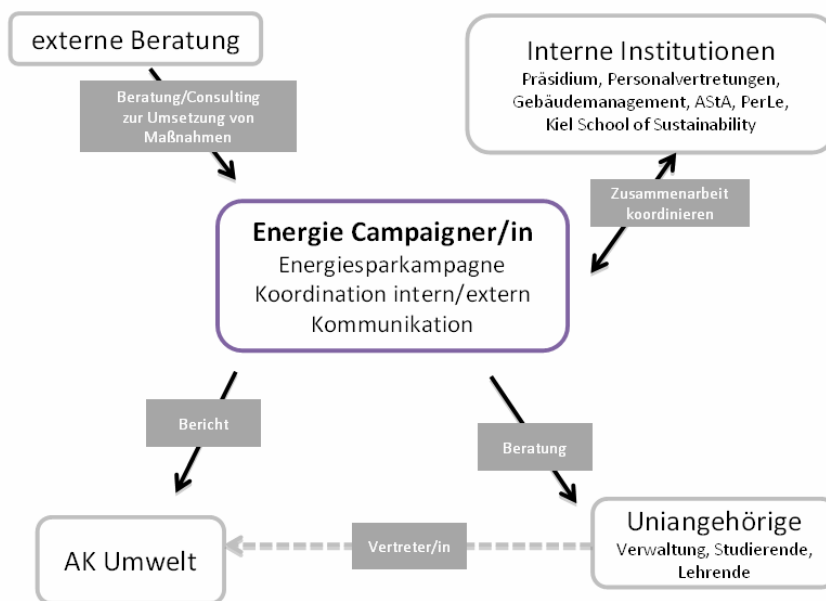 externe Beratung
Beratung/Consulting
zur Umsetzung von
Maßnahmen
Interne Institutionen
Präsidium, Personalvertretungen,
Gebäudemanagement, AStA, PerLe,
Kiel School of Sustainability
Zusammenarbeit
koordinieren
Energie Campaigner/in
Energiesparkampagne
Koordination intern/extern
Kommunikation
Bericht
Beratung
AK Umwelt
Vertreter/in
Uniangehörige
Verwaltung, Studierende,
Lehrende